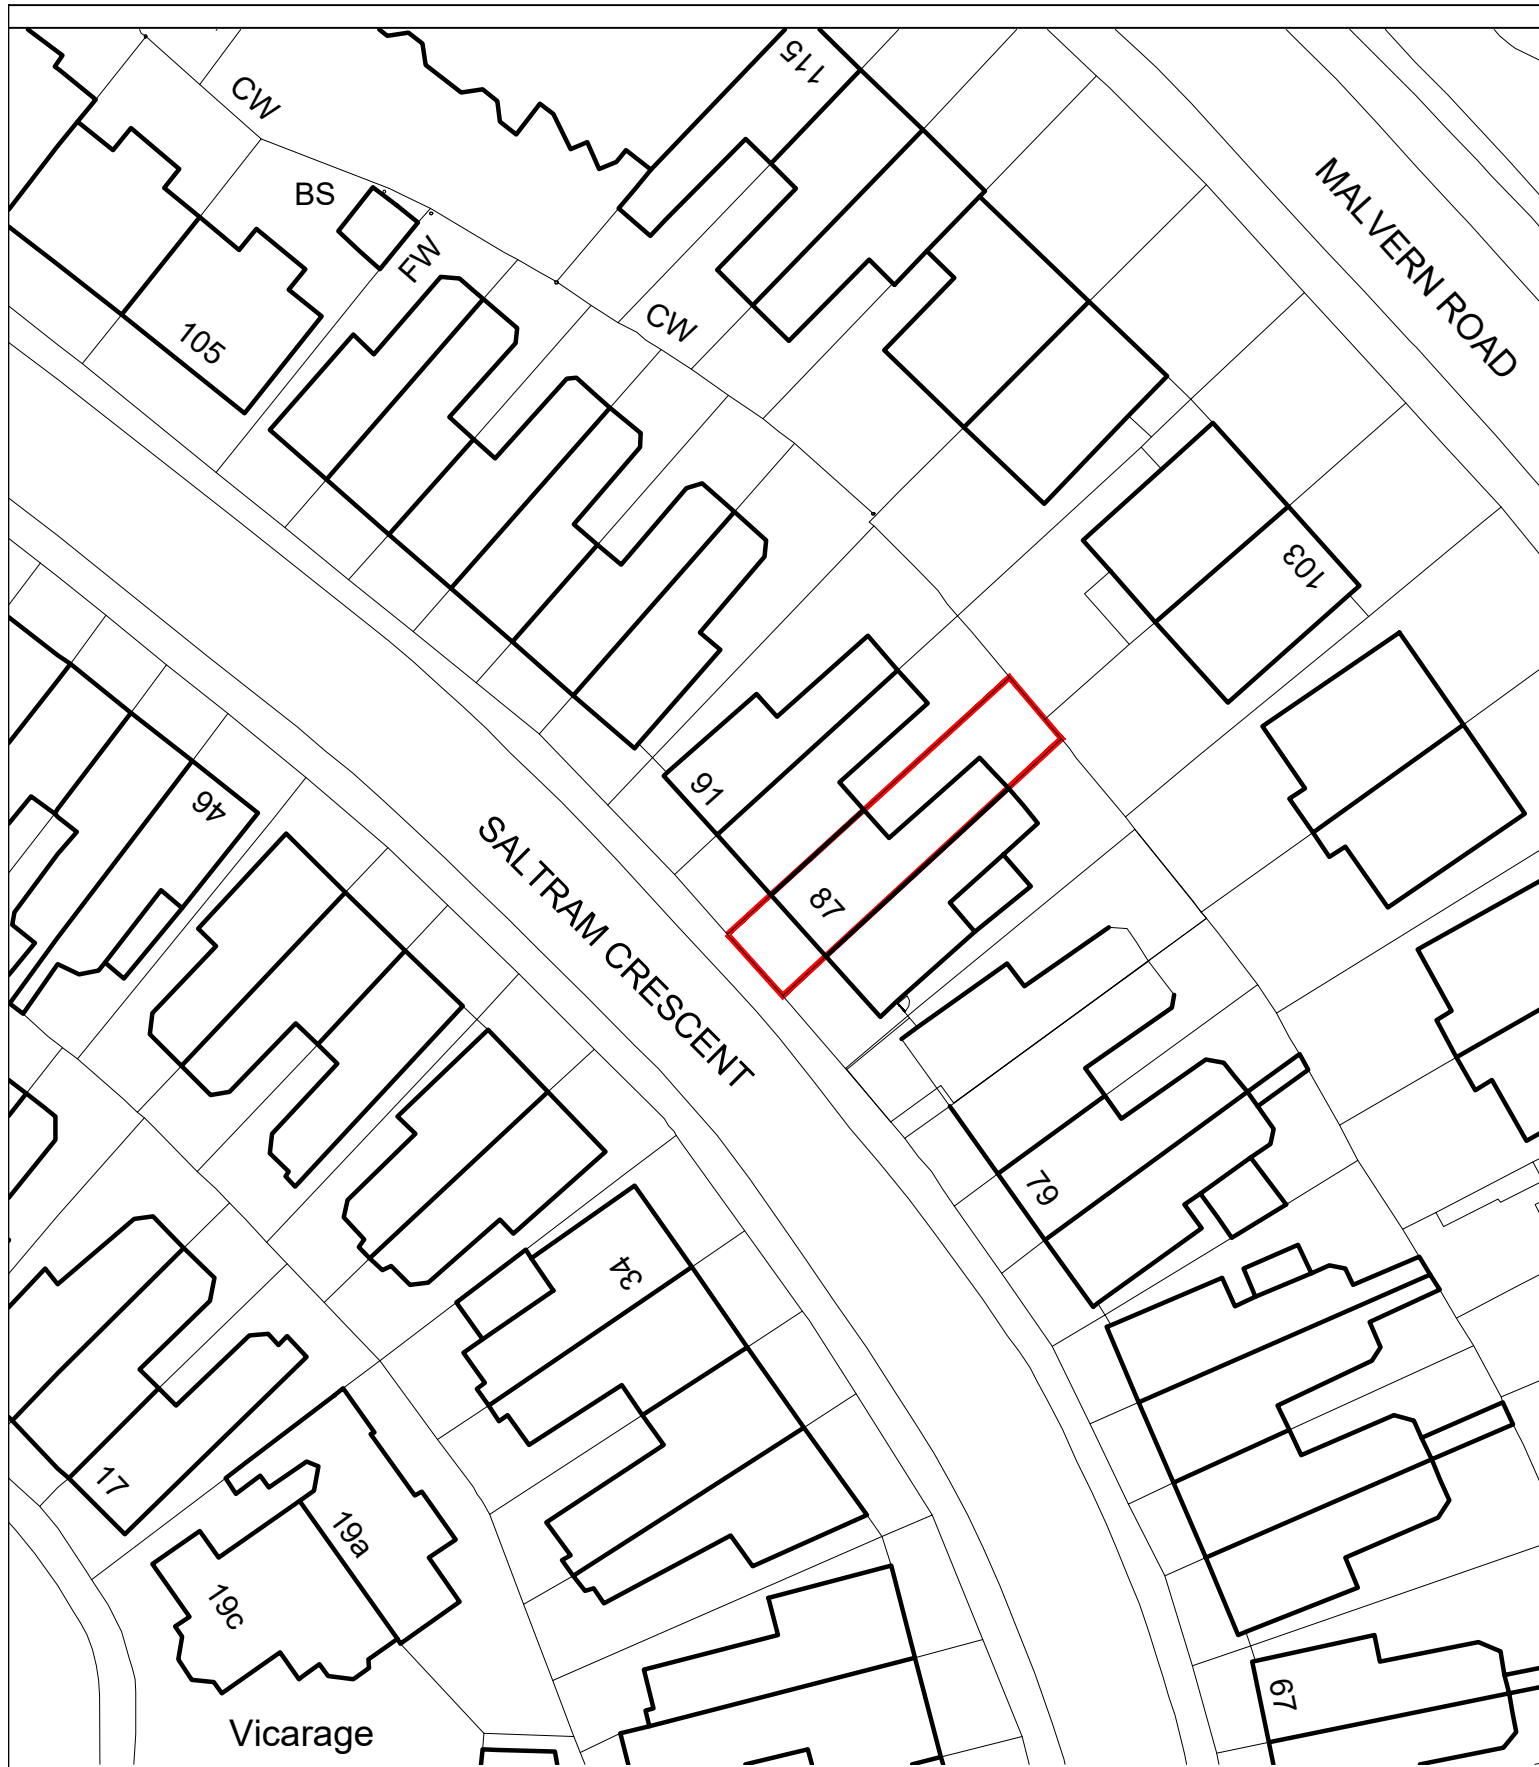 115
CW
MALVERN ROAD
BS
FW
CW
105
103
91
46
87
SALTRAM CRESCENT
79
34
17
19a
19c
67
Vicarage